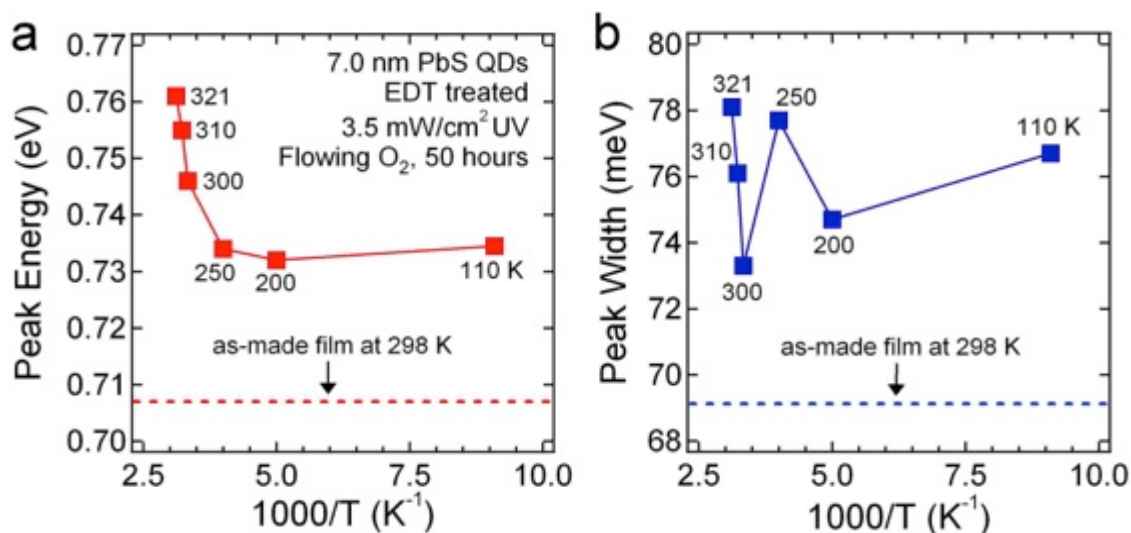 a
Peak Energy (eV)
0.77
0.76
0.75
0.74
0.73
0.72
0.71
0.70
7.0 nm PbS QDs
EDT treated
3.5 mW/cm² UV
Flowing O₂, 50 hours
321
310
300
250
200
110 K
as-made film at 298 K
2.5
5.0
7.5
10.0
1000/T (K⁻¹)
b
Peak Width (meV)
80
78
76
74
72
70
68
321
310
300
250
200
110 K
as-made film at 298 K
2.5
5.0
7.5
10.0
1000/T (K⁻¹)